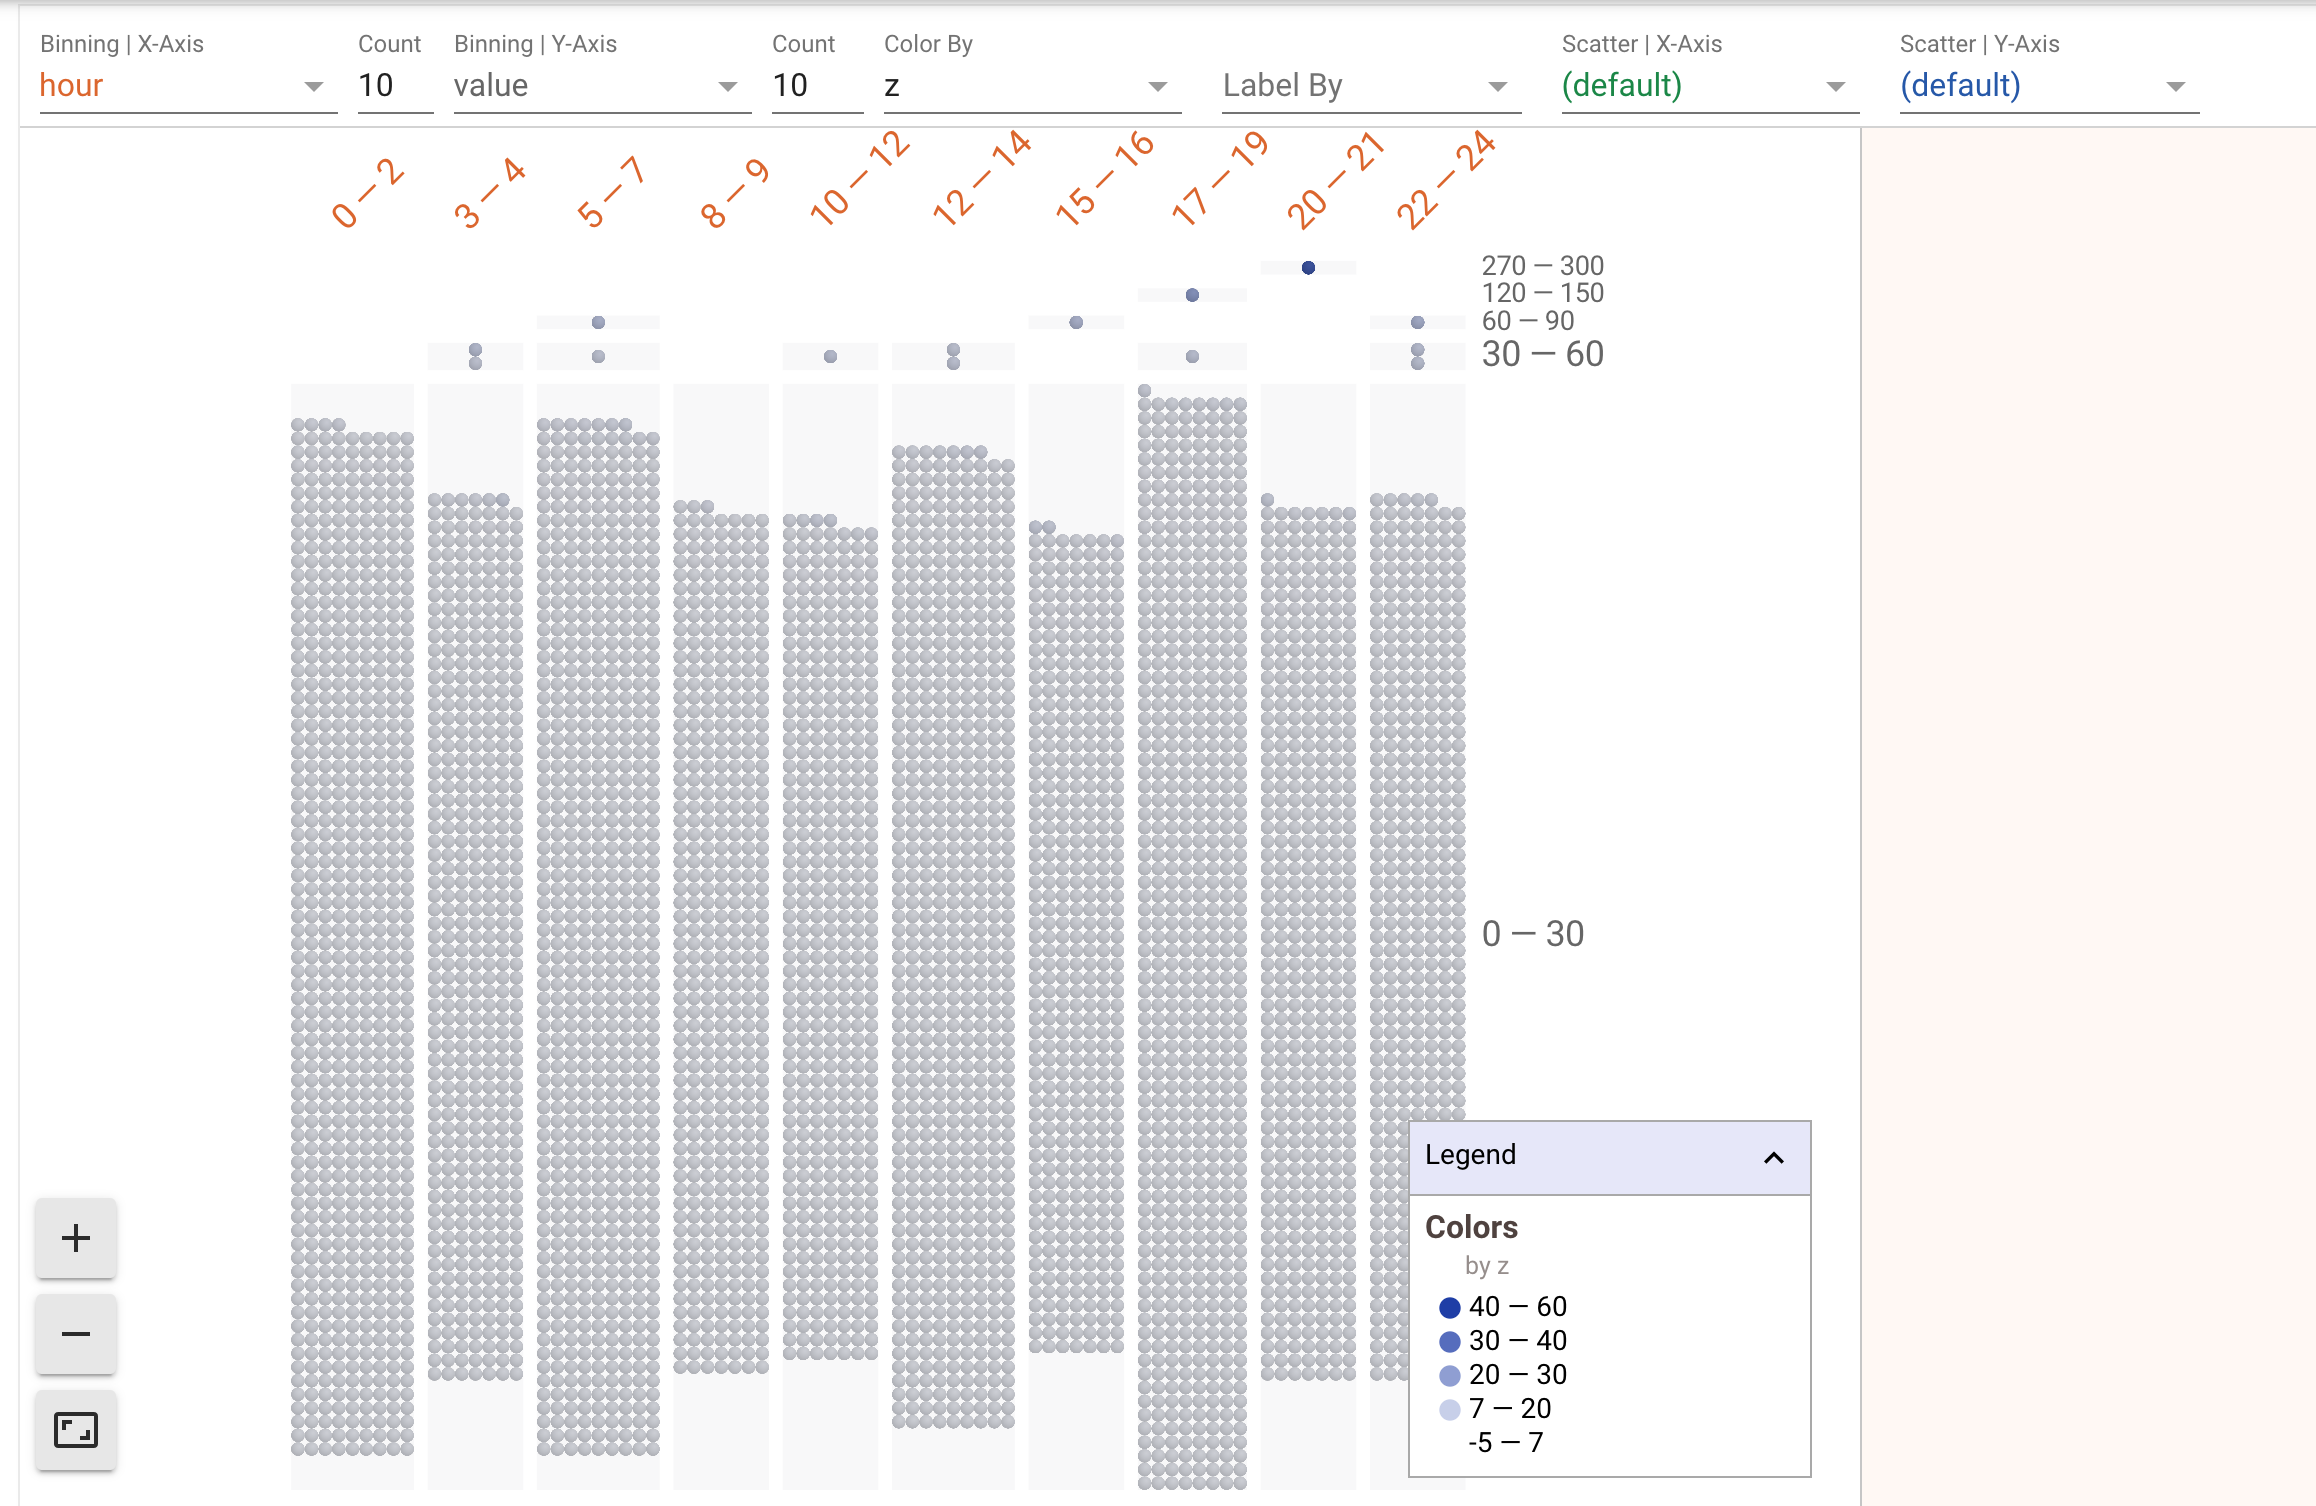 Binning | X-Axis Count Binning | Y-Axis Count Color By Scatter | X-Axis Scatter | Y-Axis
hour 10 value 10 z Label By (default) (default)
0 — 2 3 — 4 5 — 7 8 — 9 10 — 12 12 — 14 15 — 16 17 — 19 20 — 21 22 — 24
270 — 300
120 — 150
60 — 90
30 — 60
0 — 30
Legend
Colors
by z
40 — 60
30 — 40
20 — 30
7 — 20
-5 — 7